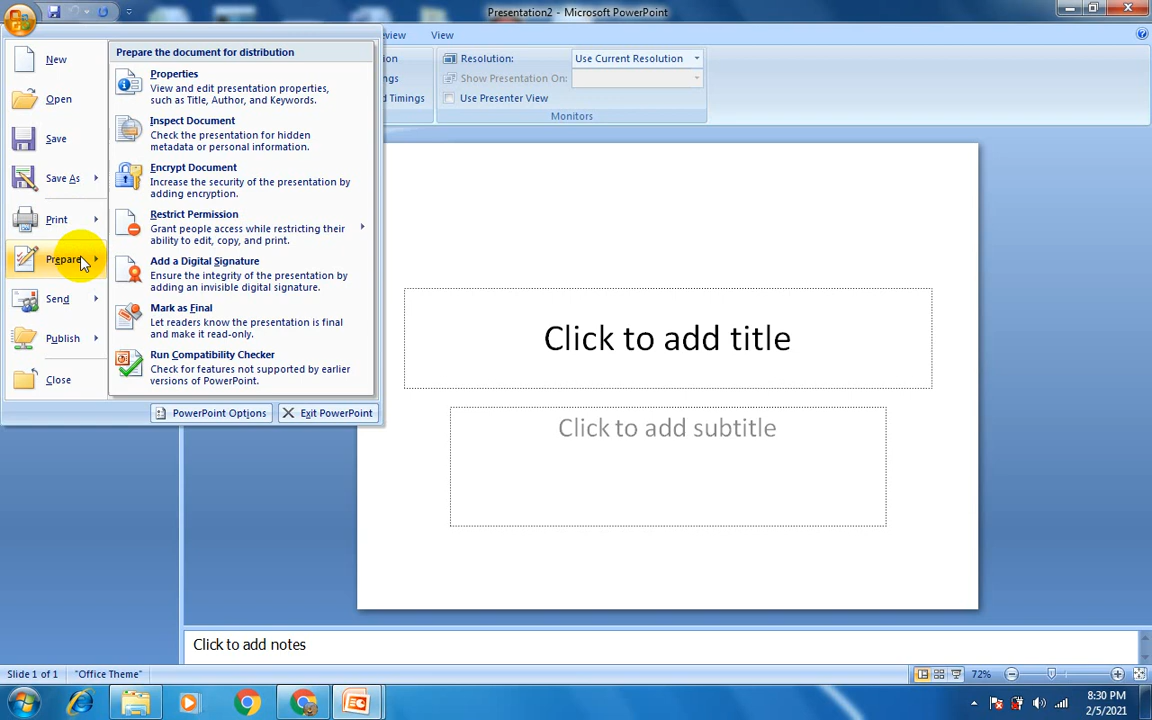 Presentation2 - Microsoft PowerPoint
eview
View
New
Open
Save
Save As
Print
Prepare
Send
Publish
Close
Prepare the document for distribution
Properties
View and edit presentation properties,
such as Title, Author, and Keywords.
Inspect Document
Check the presentation for hidden
metadata or personal information.
Encrypt Document
Increase the security of the presentation by
adding encryption.
Restrict Permission
Grant people access while restricting their
ability to edit, copy, and print.
Add a Digital Signature
Ensure the integrity of the presentation by
adding an invisible digital signature.
Mark as Final
Let readers know the presentation is final
and make it read-only.
Run Compatibility Checker
Check for features not supported by earlier
versions of PowerPoint.
PowerPoint Options
Exit PowerPoint
on
ngs
d Timings
Resolution:
Use Current Resolution
Show Presentation On:
Use Presenter View
Monitors
Click to add title
Click to add subtitle
Click to add notes
Slide 1 of 1
"Office Theme"
72%
8:30 PM
2/5/2021